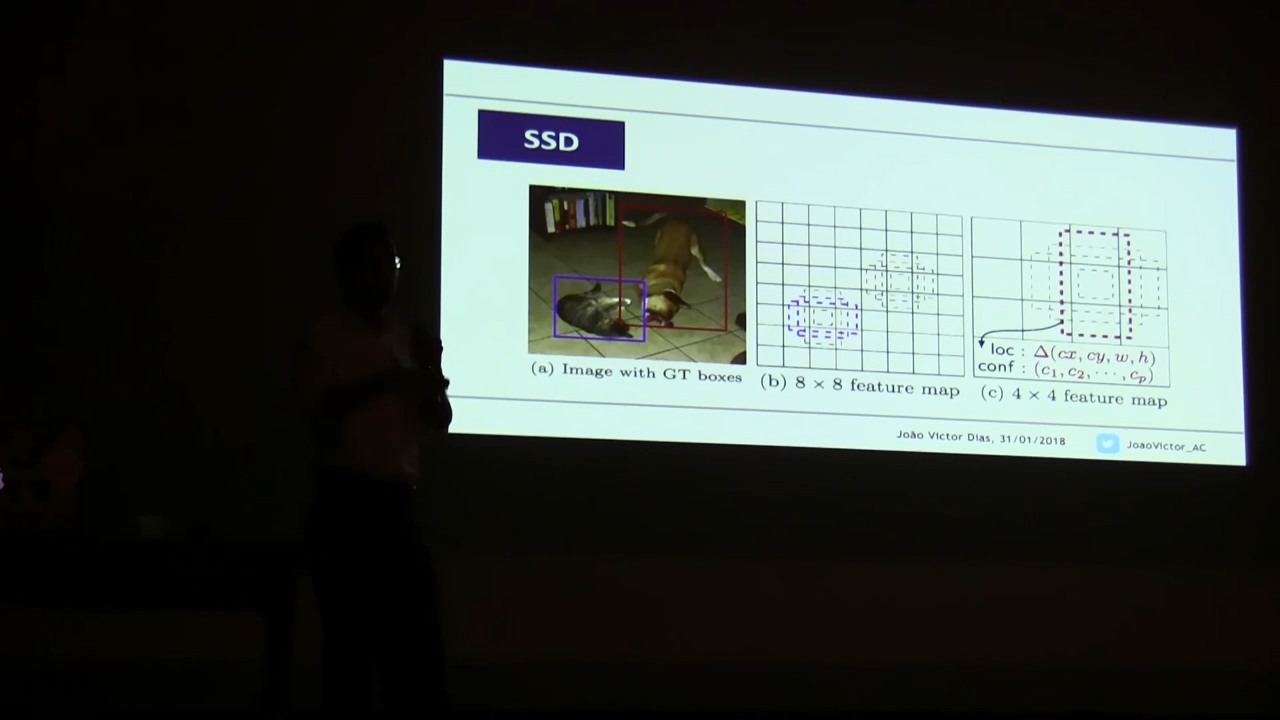 SSD
(a) Image with GT boxes
(b) 8 × 8 feature map
loc : Δ(cx, cy, w, h)
conf : (c₁, c₂, ⋯, cₚ)
(c) 4 × 4 feature map
João Victor Dias, 31/01/2018
JoaoVictor_AC